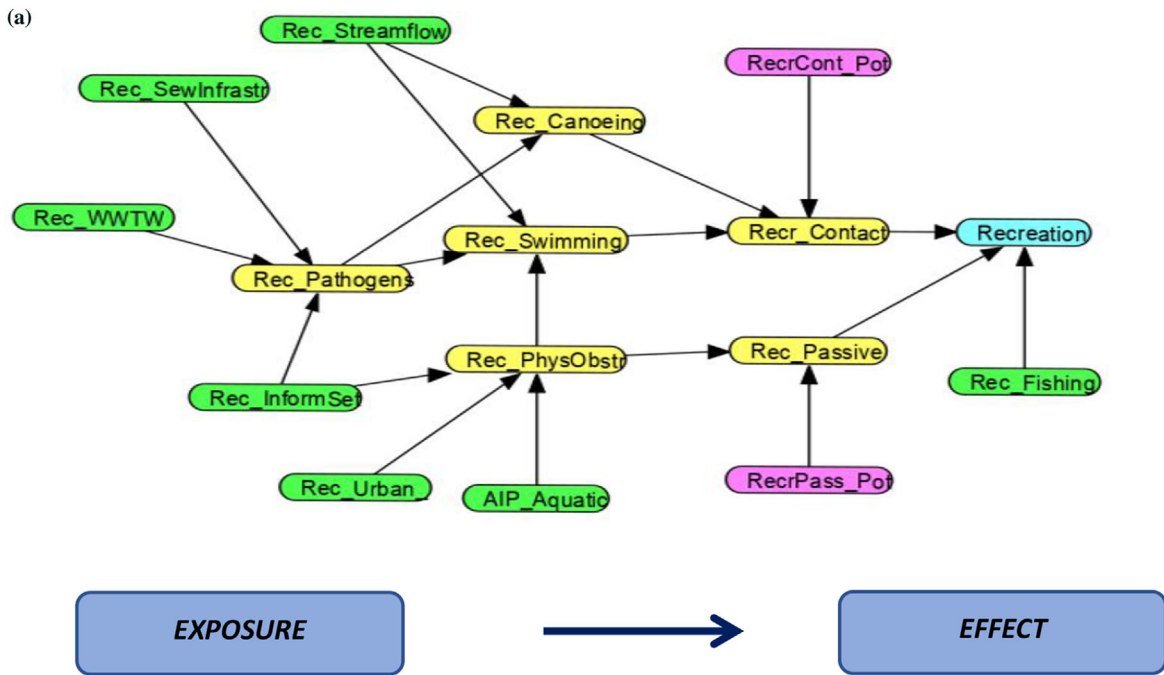 (a)
Rec_Streamflow
RecrCont_Pot
Rec_SewInfrastr
Rec_Canoeing
Rec_WWTW
Rec_Swimming
Recr_Contact
Recreation
Rec_Pathogens
Rec_PhysObstr
Rec_Passive
Rec_InformSet
Rec_Fishing
Rec_Urban_
AIP_Aquatic
RecrPass_Pot
EXPOSURE
EFFECT